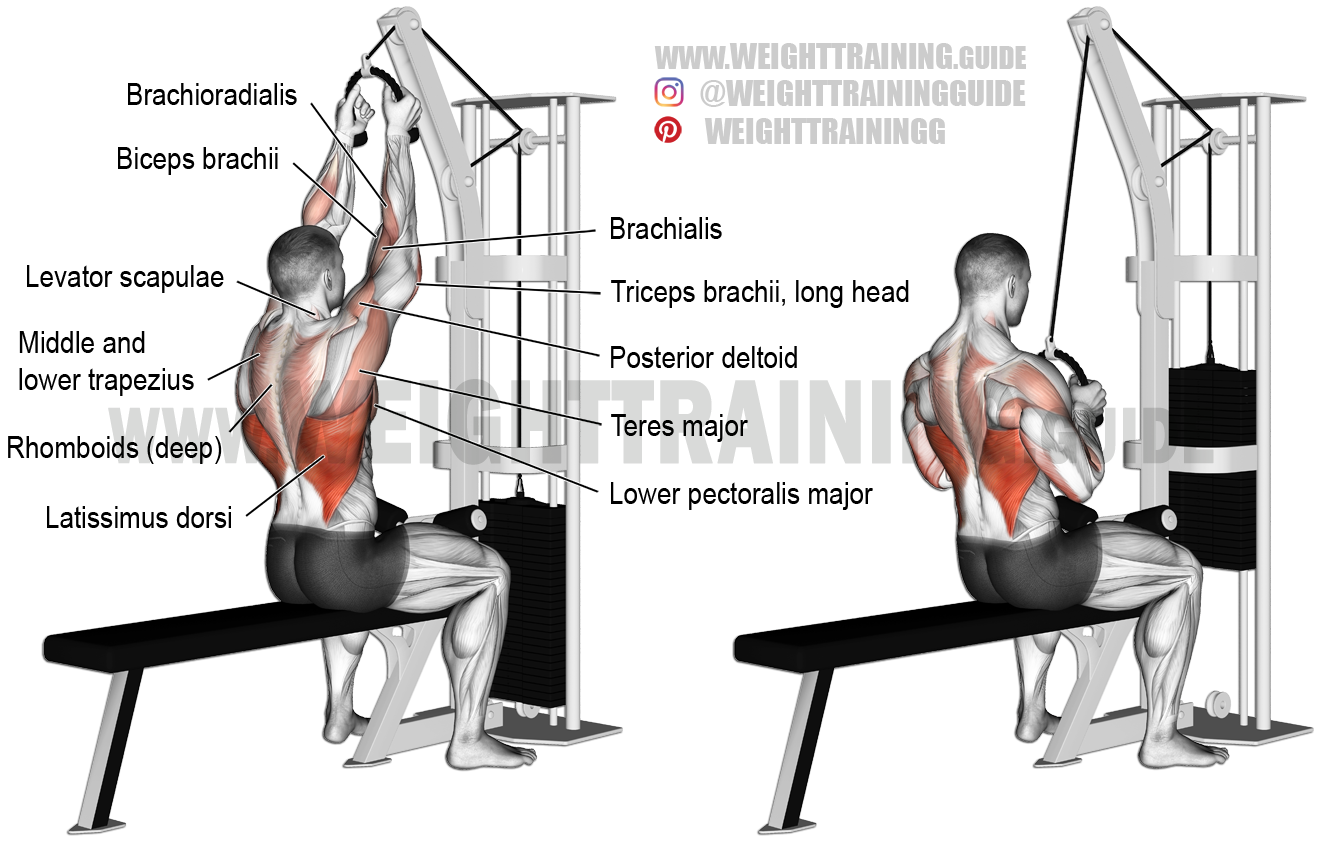 WWW.WEIGHTTRAINING.GUIDE
@WEIGHTTRAININGGUIDE
WEIGHTTRAININGG
Brachioradialis
Biceps brachii
Levator scapulae
Middle and
lower trapezius
Rhomboids (deep)
Latissimus dorsi
Brachialis
Triceps brachii, long head
Posterior deltoid
Teres major
Lower pectoralis major
WWW.WEIGHTTRAINING.GUIDE